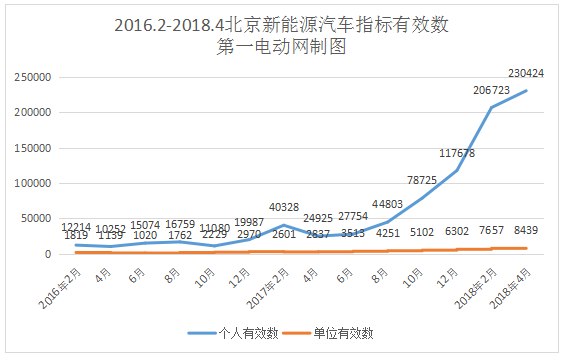 2016.2-2018.4北京新能源汽车指标有效数
第一电动网制图
250000
200000
150000
100000
50000
0
12214 10252 15074 16759 11080 19987 40328 24925 27754 44803 78725 117678 206723 230424
1819 1139 1020 1762 2229 2970 2601 2837 3513 4251 5102 6302 7657 8439
2016年2月 4月 6月 8月 10月 12月 2017年2月 4月 6月 8月 10月 12月 2018年2月 2018年4月
个人有效数 单位有效数